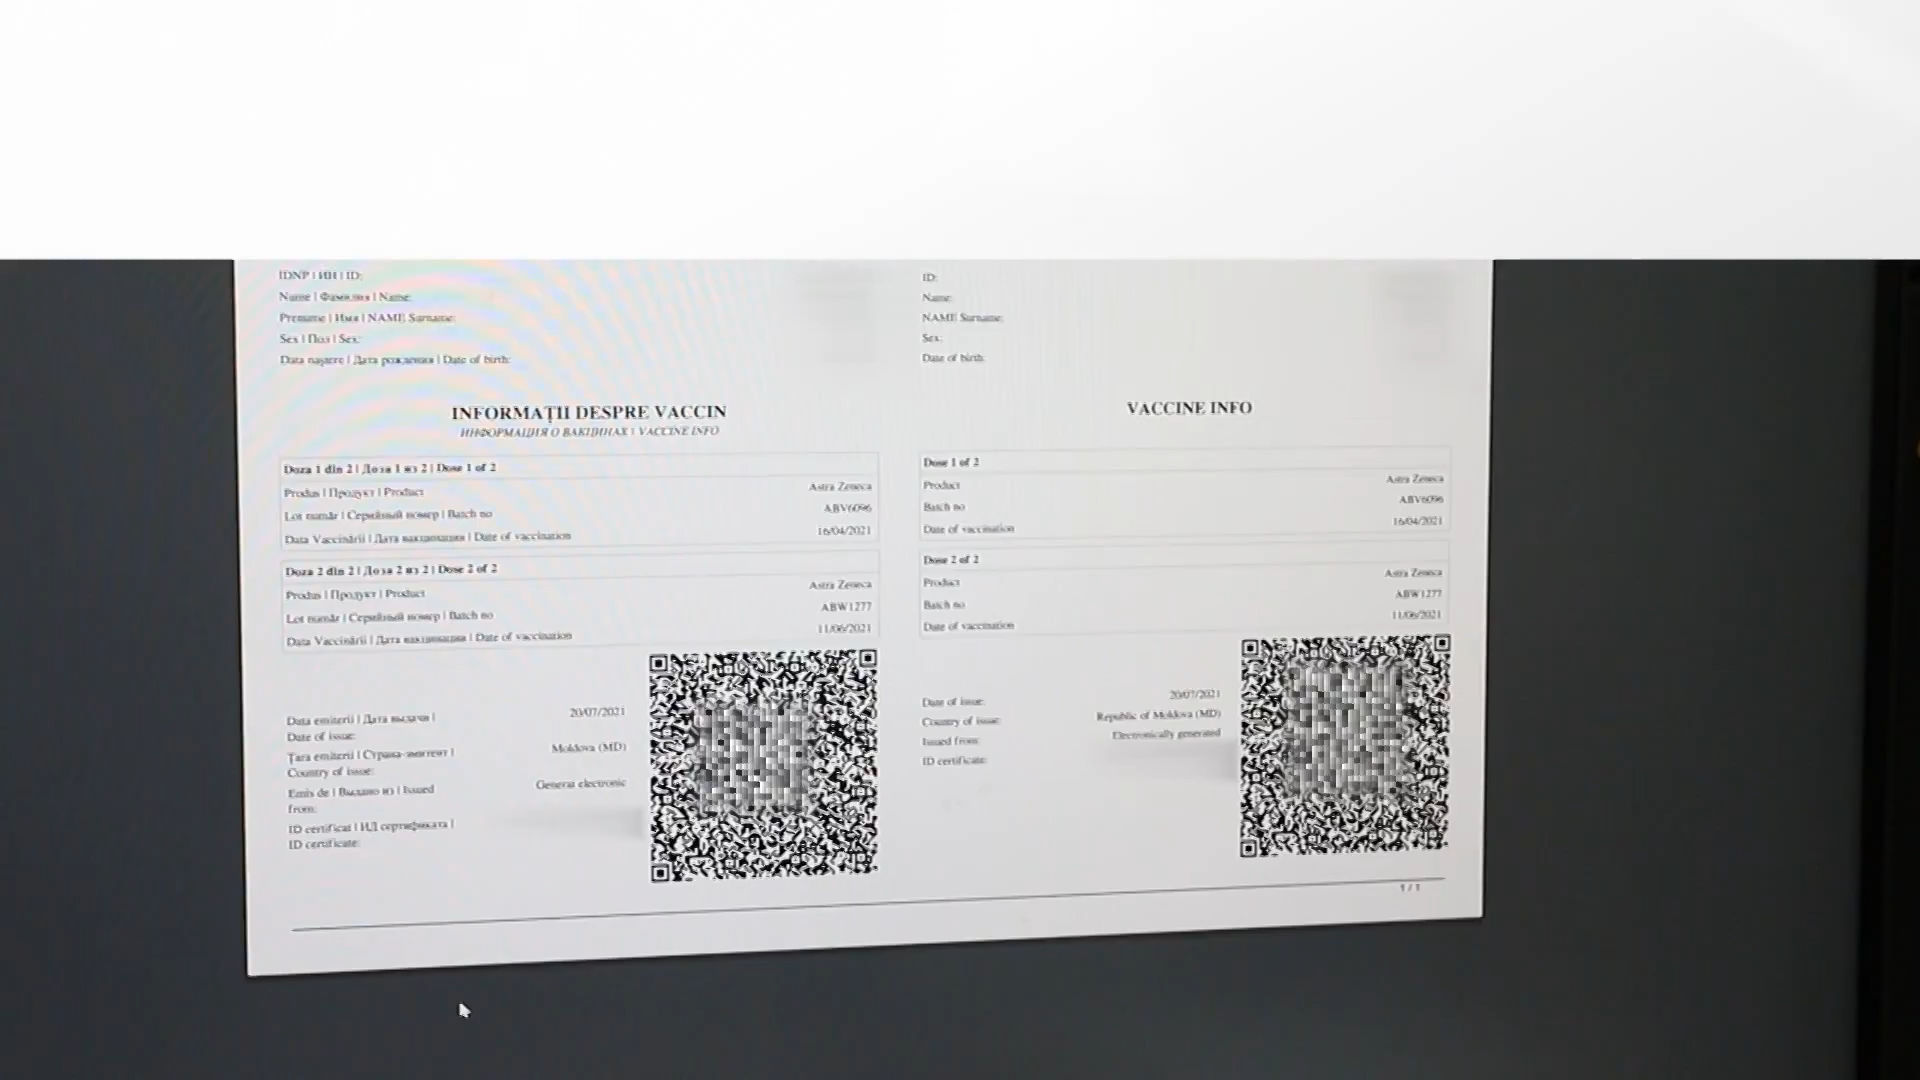 IDNP | ИН | ID:
Nume | Фамилия | Name:
Prename | Имя | NAME Surname:
Sex | Пол | Sex:
Data naștere | Дата рождения | Date of birth:
INFORMAȚII DESPRE VACCIN
ИНФОРМАЦИЯ О ВАКЦИНАХ | VACCINE INFO
Doza 1 din 2 | Доза 1 из 2 | Dose 1 of 2
Produs | Продукт | Product Astra Zeneca
Lot număr | Серийный номер | Batch no ABV6096
Data Vaccinării | Дата вакцинации | Date of vaccination 16/04/2021
Doza 2 din 2 | Доза 2 из 2 | Dose 2 of 2
Produs | Продукт | Product Astra Zeneca
Lot număr | Серийный номер | Batch no ABW1277
Data Vaccinării | Дата вакцинации | Date of vaccination 11/06/2021
Data emiterii | Дата выдачи |
Date of issue: 20/07/2021
Țara emiterii | Страна-эмитент |
Country of issue: Moldova (MD)
Emis de | Выдано из | Issued
from: Generat electronic
ID certificat | ИД сертификата |
ID certificate:
ID:
Name:
NAME Surname:
Sex:
Date of birth:
VACCINE INFO
Dose 1 of 2
Product Astra Zeneca
Batch no ABV6096
Date of vaccination 16/04/2021
Dose 2 of 2
Product Astra Zeneca
Batch no ABW1277
Date of vaccination 11/06/2021
Date of issue: 20/07/2021
Country of issue: Republic of Moldova (MD)
Issued from: Electronically generated
ID certificate:
1 / 1